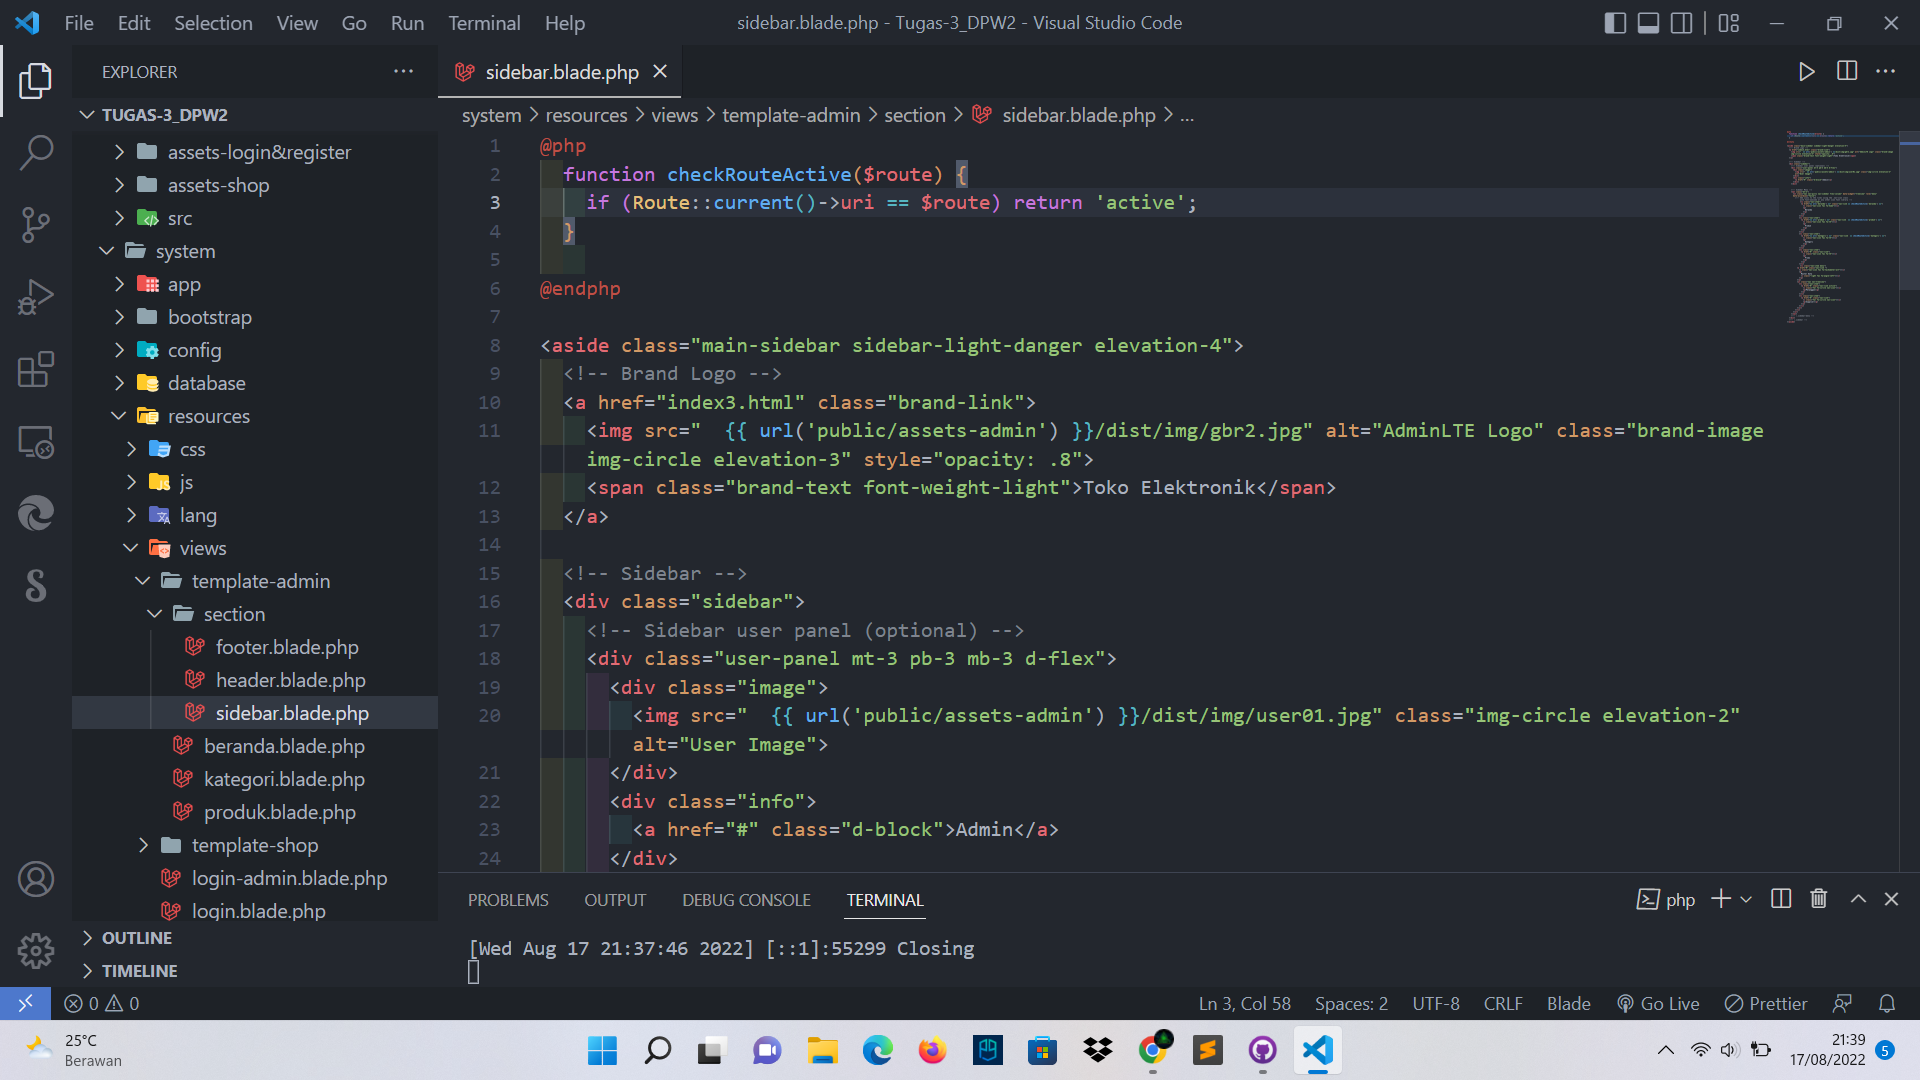 File Edit Selection View Go Run Terminal Help
sidebar.blade.php - Tugas-3_DPW2 - Visual Studio Code
EXPLORER
sidebar.blade.php
TUGAS-3_DPW2
system > resources > views > template-admin > section > sidebar.blade.php > ...
assets-login&register
assets-shop
src
system
app
bootstrap
config
database
resources
css
js
lang
views
template-admin
section
footer.blade.php
header.blade.php
sidebar.blade.php
beranda.blade.php
kategori.blade.php
produk.blade.php
template-shop
login-admin.blade.php
login.blade.php
OUTLINE
TIMELINE
1 @php
2 function checkRouteActive($route) {
3 if (Route::current()->uri == $route) return 'active';
4 }
5
6 @endphp
7
8 <aside class="main-sidebar sidebar-light-danger elevation-4">
9 <!-- Brand Logo -->
10 <a href="index3.html" class="brand-link">
11 <img src="  {{ url('public/assets-admin') }}/dist/img/gbr2.jpg" alt="AdminLTE Logo" class="brand-image
img-circle elevation-3" style="opacity: .8">
12 <span class="brand-text font-weight-light">Toko Elektronik</span>
13 </a>
14
15 <!-- Sidebar -->
16 <div class="sidebar">
17 <!-- Sidebar user panel (optional) -->
18 <div class="user-panel mt-3 pb-3 mb-3 d-flex">
19 <div class="image">
20 <img src="  {{ url('public/assets-admin') }}/dist/img/user01.jpg" class="img-circle elevation-2"
alt="User Image">
21 </div>
22 <div class="info">
23 <a href="#" class="d-block">Admin</a>
24 </div>
PROBLEMS OUTPUT DEBUG CONSOLE TERMINAL
php
[Wed Aug 17 21:37:46 2022] [::1]:55299 Closing
0 0
Ln 3, Col 58 Spaces: 2 UTF-8 CRLF Blade Go Live Prettier
25°C
Berawan
21:39
17/08/2022
5